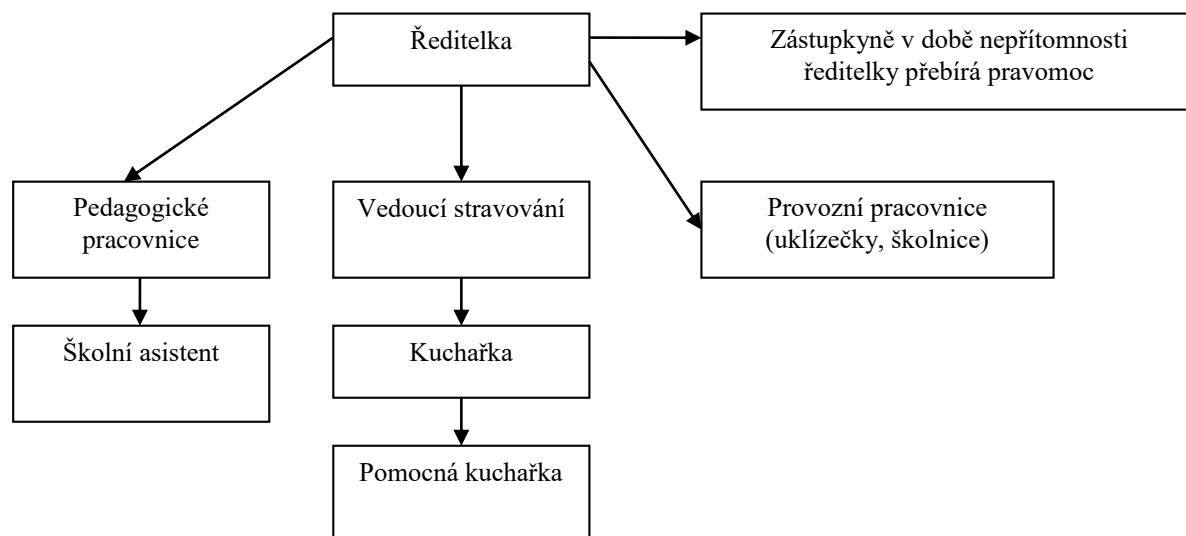 Ředitelka
Zástupkyně v době nepřítomnosti
ředitelky přebírá pravomoc
Pedagogické
pracovnice
Vedoucí stravování
Provozní pracovnice
(uklízečky, školnice)
Školní asistent
Kuchařka
Pomocná kuchařka